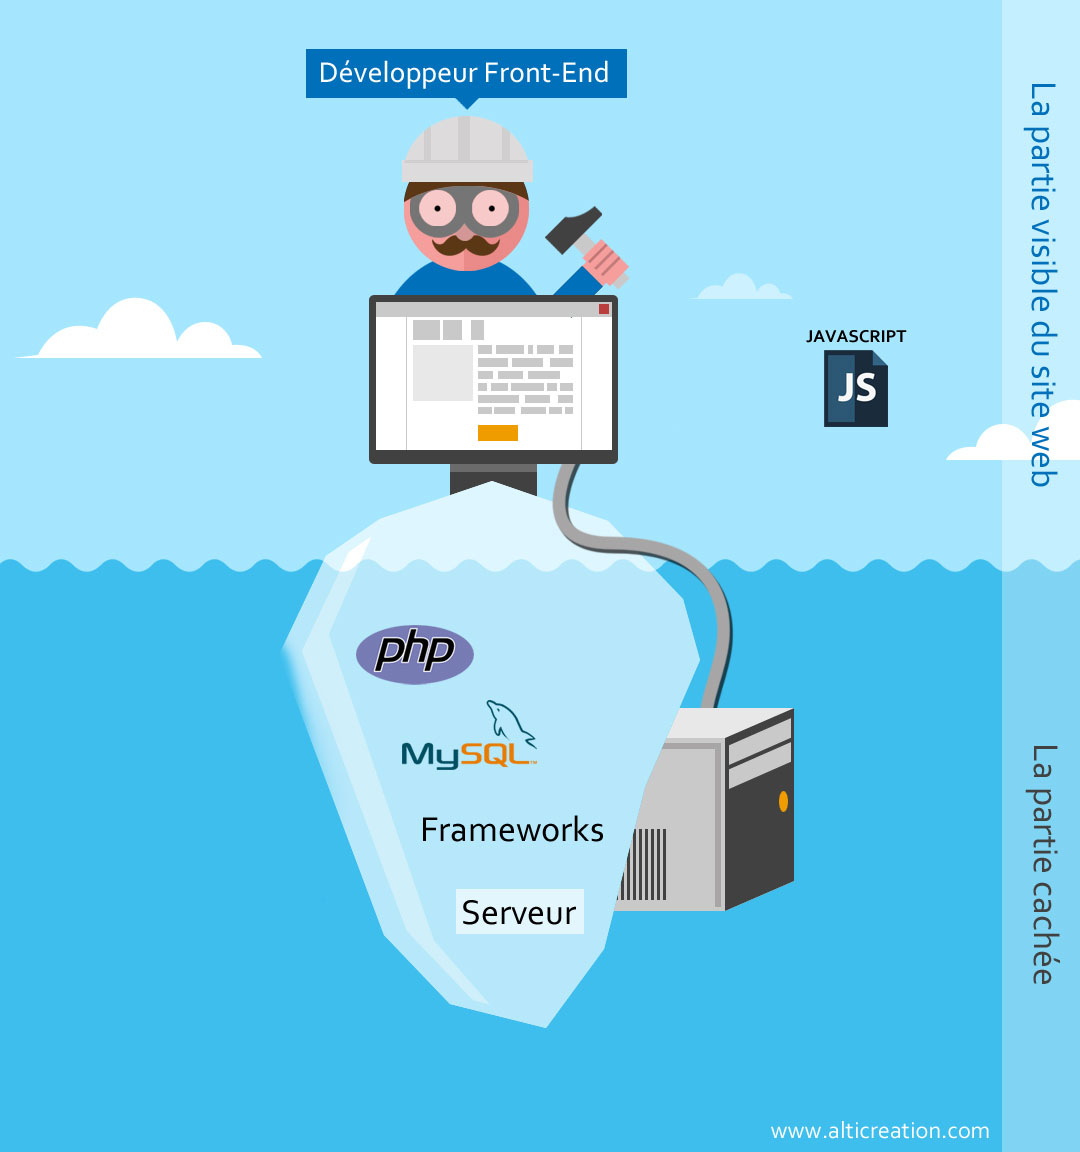 Développeur Front-End
La partie visible du site web
JAVASCRIPT
JS
php
MySQL™
Frameworks
Serveur
La partie cachée
www.alticreation.com